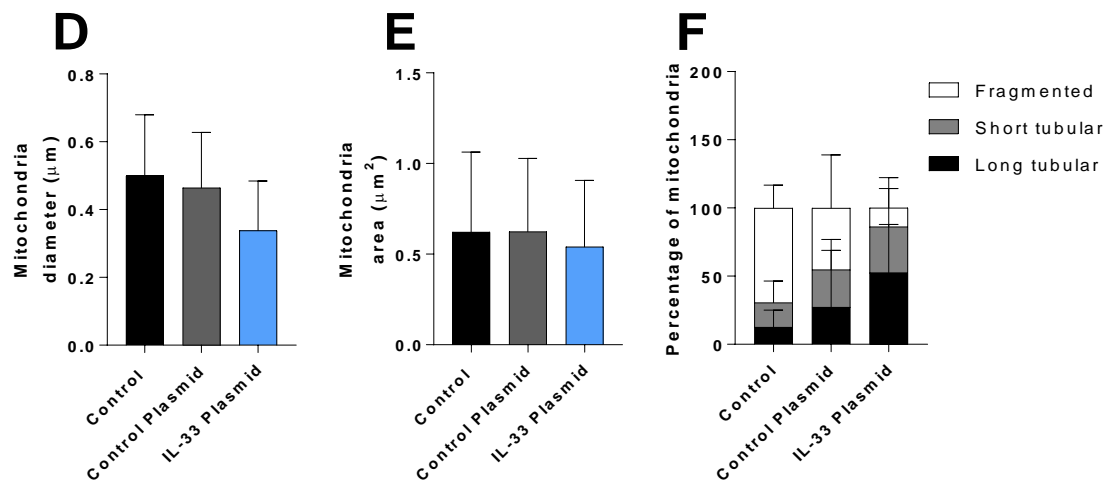 D
Mitochondria
diameter (μm)
0.8
0.6
0.4
0.2
0.0
Control
Control Plasmid
IL-33 Plasmid
E
Mitochondria
area (μm²)
1.5
1.0
0.5
0.0
Control
Control Plasmid
IL-33 Plasmid
F
Percentage of mitochondria
200
150
100
50
0
Control
Control Plasmid
IL-33 Plasmid
Fragmented
Short tubular
Long tubular